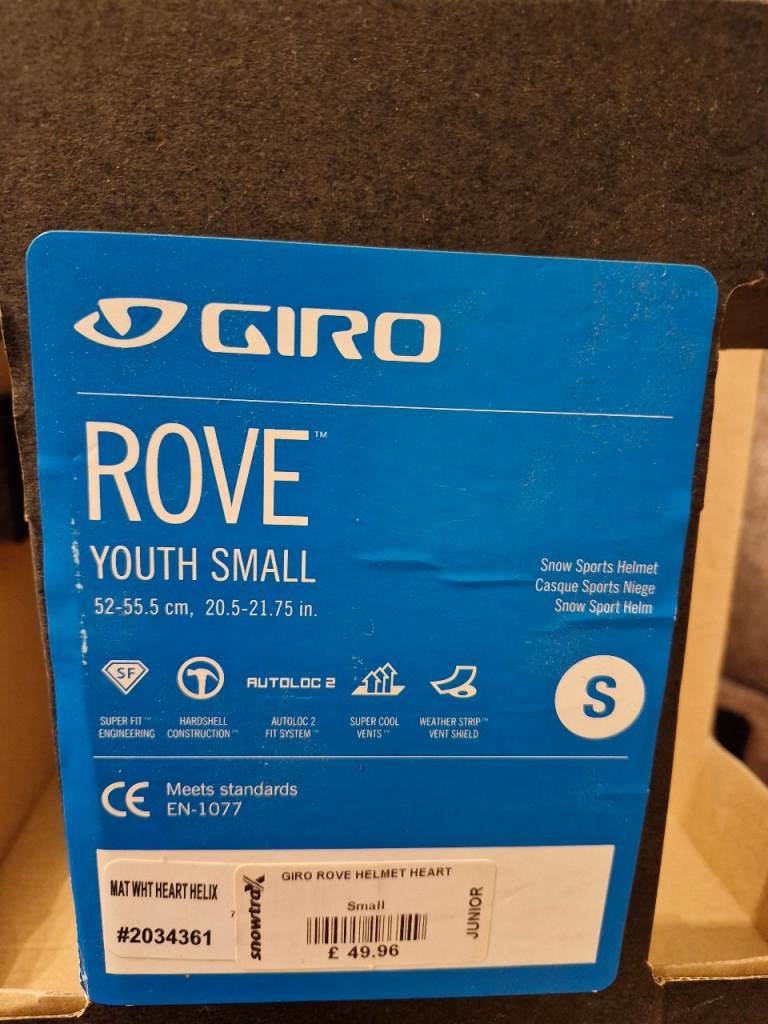 GIRO
ROVE™
YOUTH SMALL
52-55.5 cm, 20.5-21.75 in.
Snow Sports Helmet
Casque Sports Niege
Snow Sport Helm
SF
AUTOLOC 2
SUPER FIT™
ENGINEERING
HARDSHELL
CONSTRUCTION™
AUTOLOC 2
FIT SYSTEM™
SUPER COOL
VENTS™
WEATHER STRIP™
VENT SHIELD
S
CE
Meets standards
EN-1077
MAT WHT HEART HELIX
#2034361
7
snowtrax
GIRO ROVE HELMET HEART
Small
£ 49.96
JUNIOR